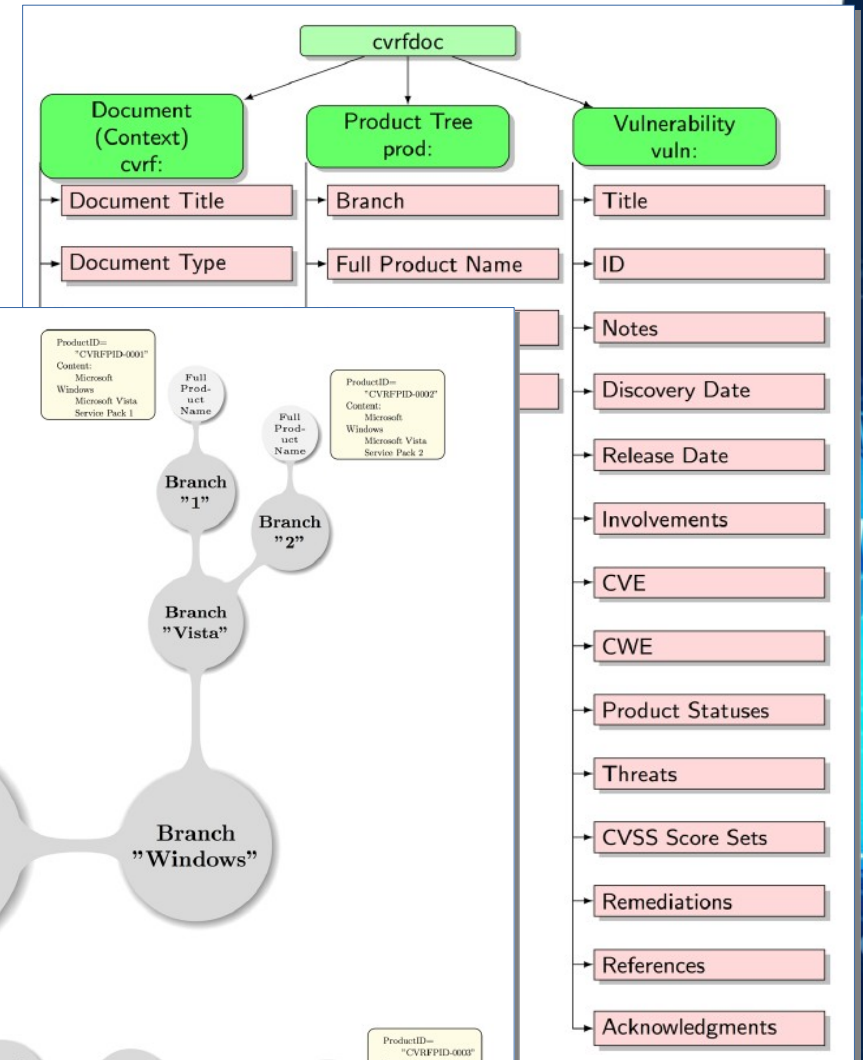 cvrfdoc
Document
(Context)
cvrf:
Document Title
Document Type
Product Tree
prod:
Branch
Full Product Name
Vulnerability
vuln:
Title
ID
Notes
Discovery Date
Release Date
Involvements
CVE
CWE
Product Statuses
Threats
CVSS Score Sets
Remediations
References
Acknowledgments
ProductID=
"CVRFPID-0001"
Content:
Microsoft
Windows
Microsoft Vista
Service Pack 1
Full
Prod-
uct
Name
Full
Prod-
uct
Name
ProductID=
"CVRFPID-0002"
Content:
Microsoft
Windows
Microsoft Vista
Service Pack 2
Branch
"1"
Branch
"2"
Branch
"Vista"
Branch
"Windows"
ProductID=
"CVRFPID-0003"